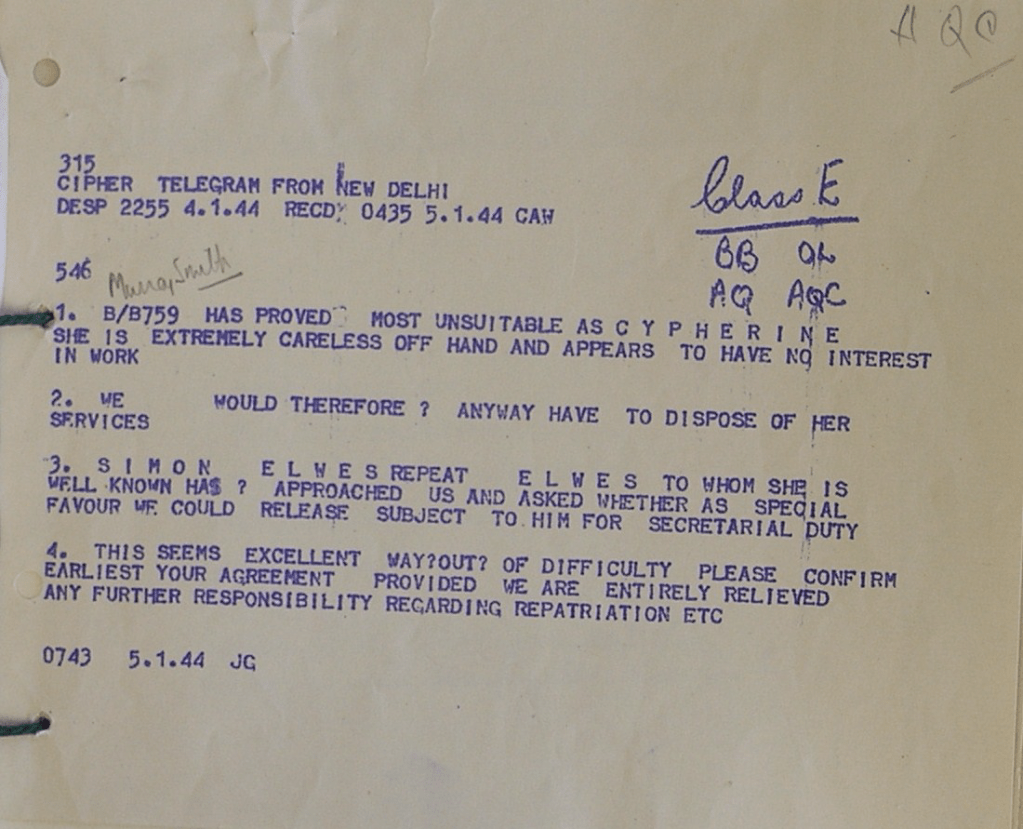 A Q C
315
CIPHER TELEGRAM FROM NEW DELHI
DESP 2255 4.1.44 RECD: 0435 5.1.44 CAW
Class E
BB QL
AQ AQC
546 Murray Smith
1. B/B759 HAS PROVED MOST UNSUITABLE AS C Y P H E R I N E
SHE IS EXTREMELY CARELESS OFF HAND AND APPEARS TO HAVE NO INTEREST
IN WORK
2. WE WOULD THEREFORE ? ANYWAY HAVE TO DISPOSE OF HER
SERVICES
3. S I M O N E L W E S REPEAT E L W E S TO WHOM SHE IS
WELL KNOWN HAS ? APPROACHED US AND ASKED WHETHER AS SPECIAL
FAVOUR WE COULD RELEASE SUBJECT TO HIM FOR SECRETARIAL DUTY
4. THIS SEEMS EXCELLENT WAY?OUT? OF DIFFICULTY PLEASE CONFIRM
EARLIEST YOUR AGREEMENT PROVIDED WE ARE ENTIRELY RELIEVED
ANY FURTHER RESPONSIBILITY REGARDING REPATRIATION ETC
0743 5.1.44 JG